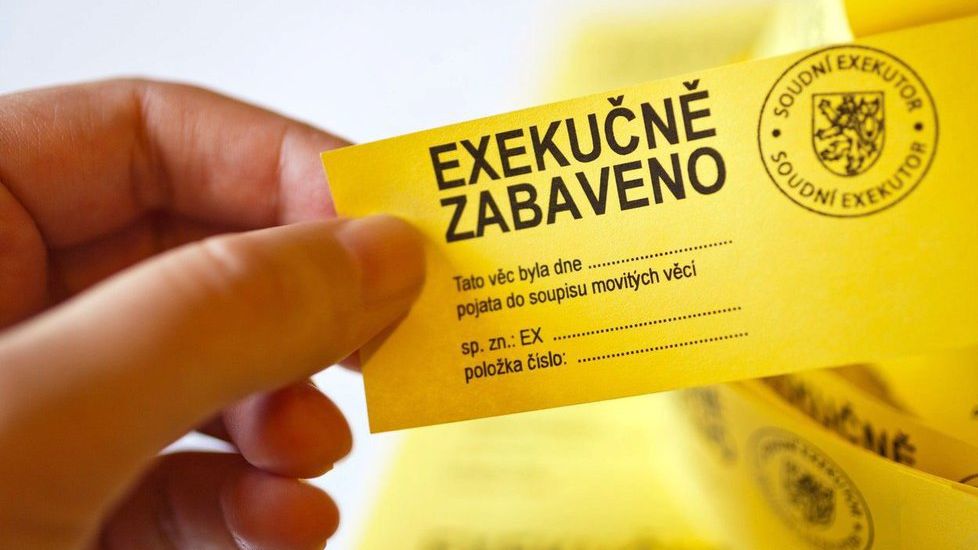 EXEKUČNĚ
ZABAVENO
SOUDNÍ EXEKUTOR
SOUDNÍ EXEKUTOR
Tato věc byla dne ........................
pojata do soupisu movitých věcí
sp. zn.: EX ................................
položka číslo: .............................
EKUČNĚ